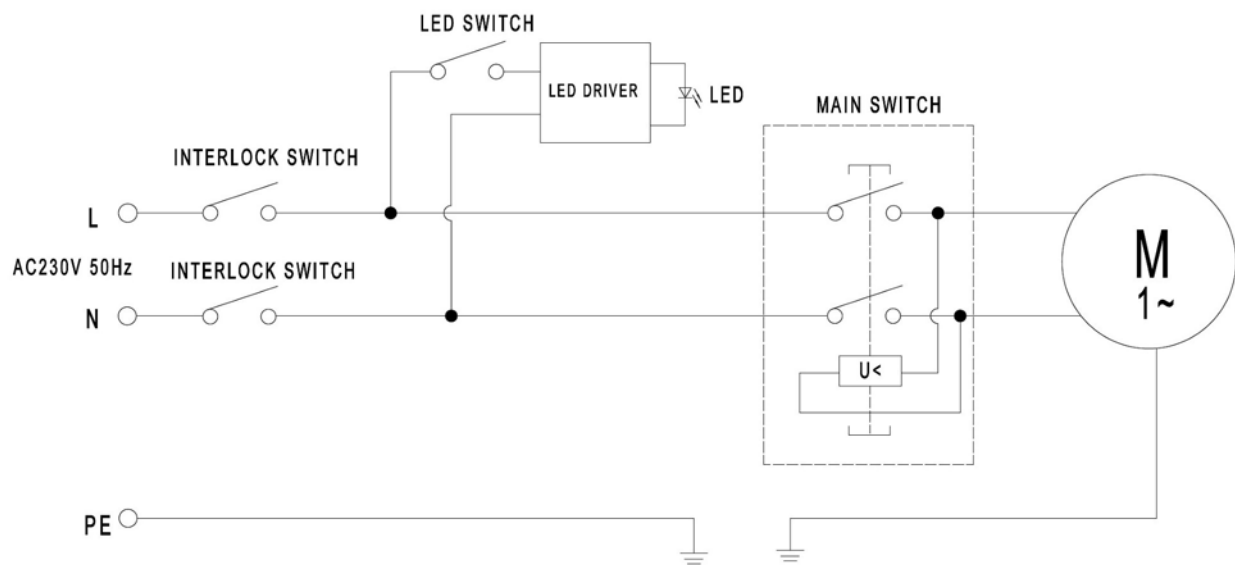 LED SWITCH
LED DRIVER
LED
MAIN SWITCH
INTERLOCK SWITCH
L
AC230V 50Hz
INTERLOCK SWITCH
N
M
1~
U<
PE